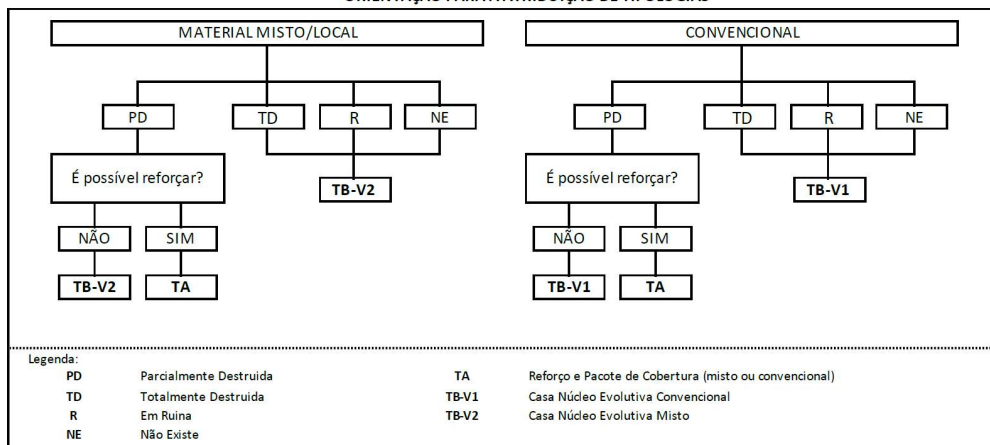 MATERIAL MISTO/LOCAL
PD
TD
R
NE
É possível reforçar?
TB-V2
NÃO
SIM
TB-V2
TA
CONVENCIONAL
PD
TD
R
NE
É possível reforçar?
TB-V1
NÃO
SIM
TB-V1
TA
Legenda:
PD Parcialmente Destruida
TD Totalmente Destruida
R Em Ruina
NE Não Existe
TA Reforço e Pacote de Cobertura (misto ou convencional)
TB-V1 Casa Núcleo Evolutiva Convencional
TB-V2 Casa Núcleo Evolutiva Misto